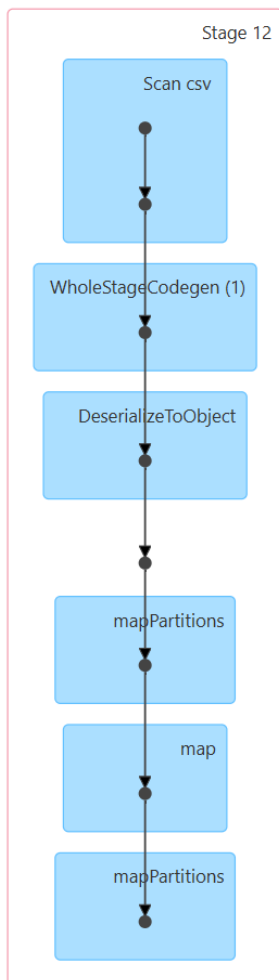 Stage 12
Scan csv
WholeStageCodegen (1)
DeserializeToObject
mapPartitions
map
mapPartitions